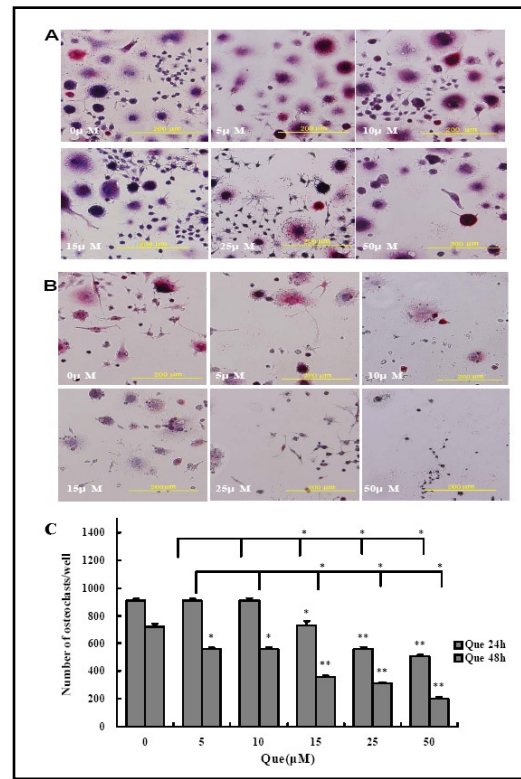 A
0µ M 200 µm 5µ M 200 µm 10µ M 200 µm
15µ M 200 µm 25µ M 200 µm 50µ M 200 µm
B
0µ M 200 µm 5µ M 200 µm 10µ M 200 µm
15µ M 200 µm 25µ M 200 µm 50µ M 200 µm
C
Number of osteoclasts/well
1400
1200
1000
800
600
400
200
0
* * *
* * * * *
* * * ** ** ** ** **
Que 24h
Que 48h
0 5 10 15 25 50
Que(µM)